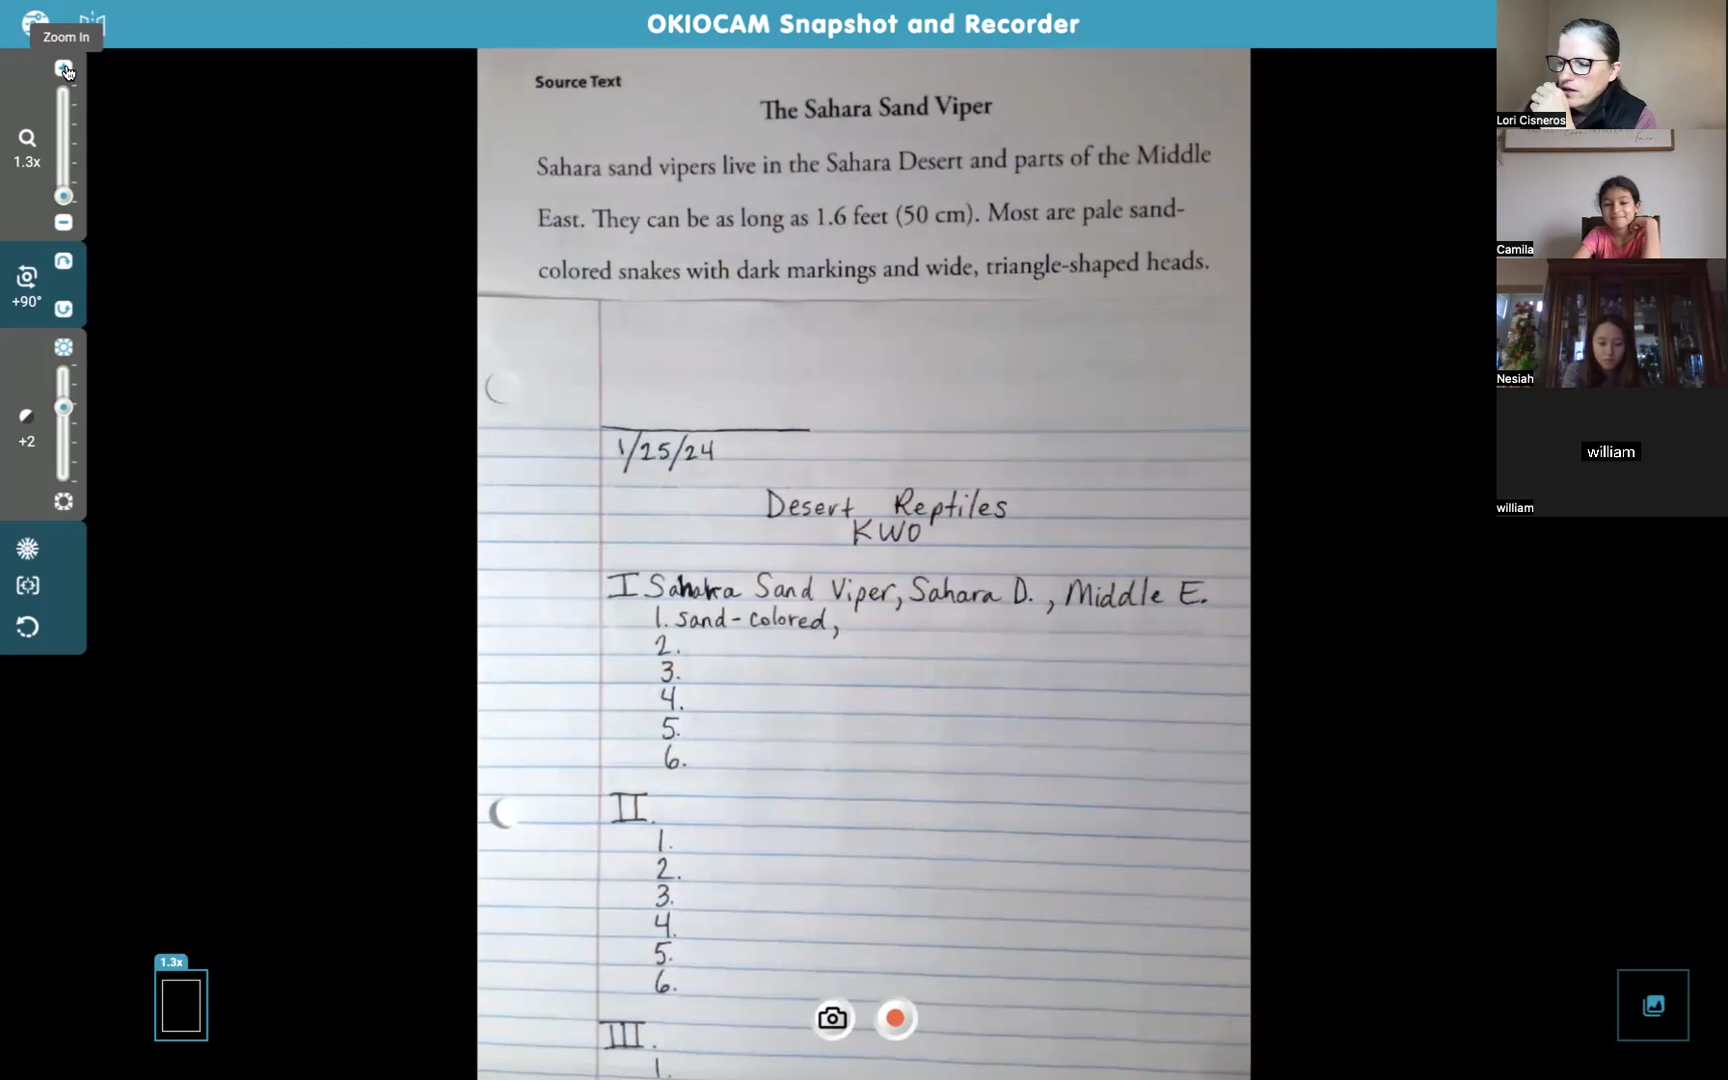 OKIOCAM Snapshot and Recorder
Zoom In
1.3x
+90°
+2
1.3x
Source Text
The Sahara Sand Viper
Sahara sand vipers live in the Sahara Desert and parts of the Middle
East. They can be as long as 1.6 feet (50 cm). Most are pale sand-
colored snakes with dark markings and wide, triangle-shaped heads.
1/25/24
Desert Reptiles
KWO
I Sahara Sand Viper, Sahara D., Middle E.
1. sand-colored,
2.
3.
4.
5.
6.
II.
1.
2.
3.
4.
5.
6.
III.
1.
Lori Cisneros
Camila
Nesiah
william
william